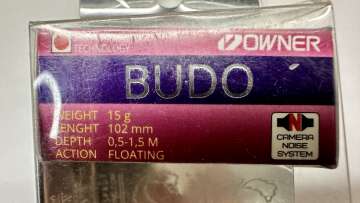 TECHNOLOGY
OWNER
BUDO
WEIGHT 15 g
LENGHT 102 mm
DEPTH 0,5-1,5 M
ACTION FLOATING
N
CAMERA
NOISE
SYSTEM